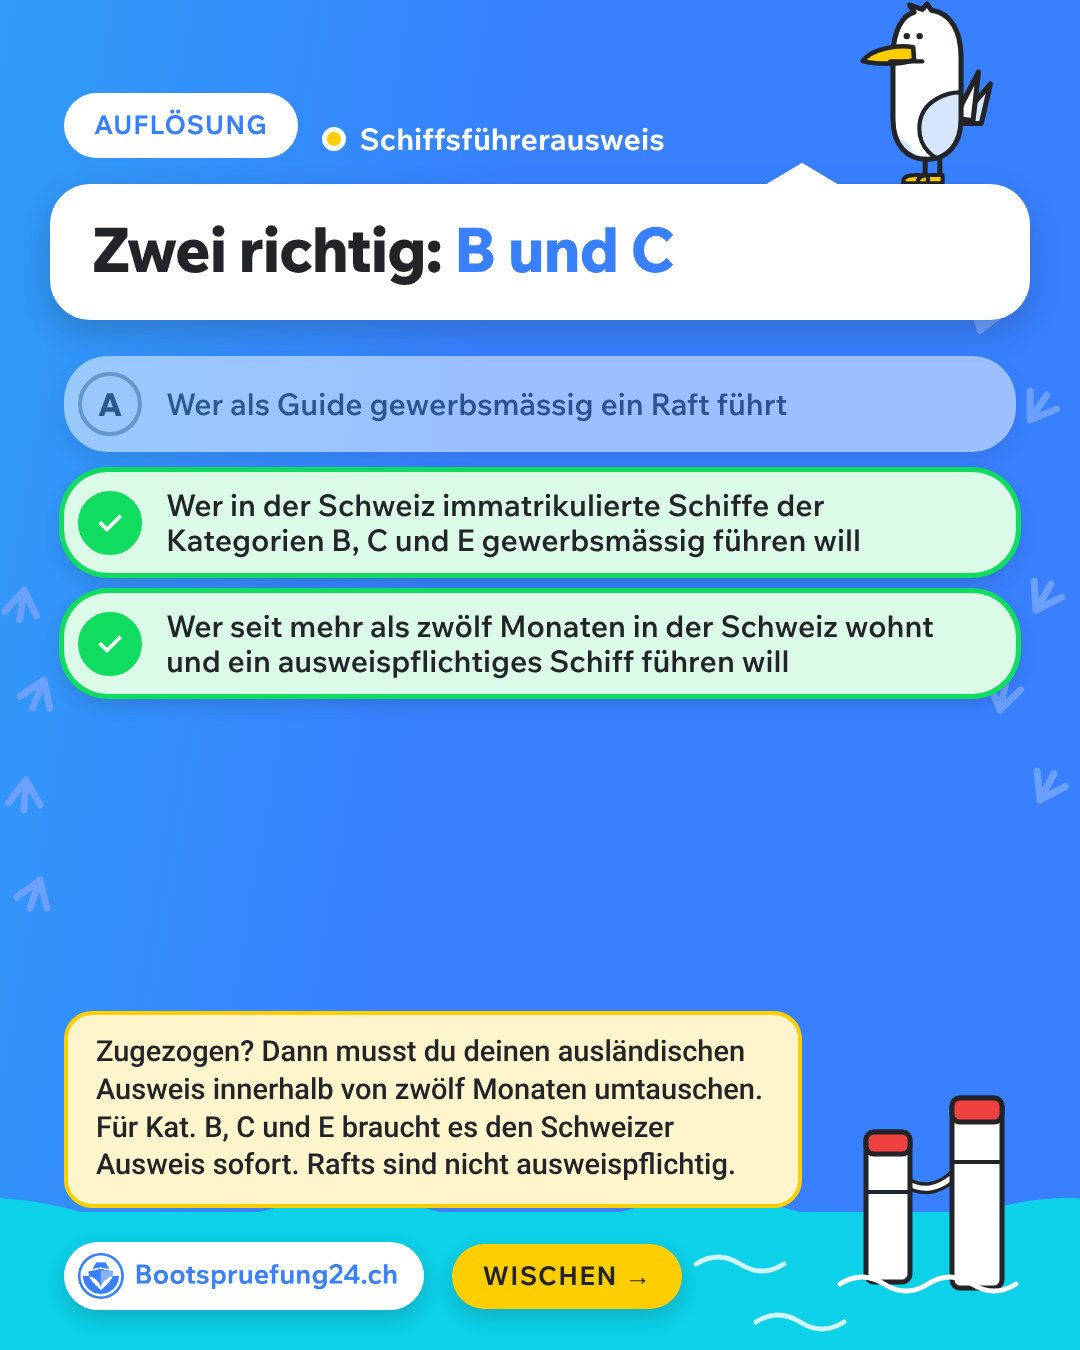 AUFLÖSUNG
Schiffsführerausweis
Zwei richtig: B und C
A Wer als Guide gewerbsmässig ein Raft führt
Wer in der Schweiz immatrikulierte Schiffe der
Kategorien B, C und E gewerbsmässig führen will
Wer seit mehr als zwölf Monaten in der Schweiz wohnt
und ein ausweispflichtiges Schiff führen will
Zugezogen? Dann musst du deinen ausländischen
Ausweis innerhalb von zwölf Monaten umtauschen.
Für Kat. B, C und E braucht es den Schweizer
Ausweis sofort. Rafts sind nicht ausweispflichtig.
Bootspruefung24.ch
WISCHEN →